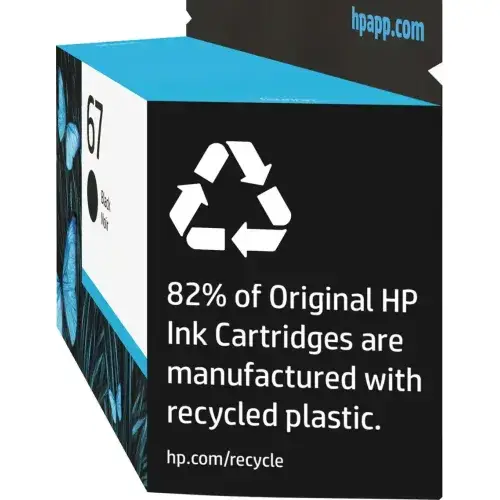 hpapp.com
67
Black
Noir
82% of Original HP
Ink Cartridges are
manufactured with
recycled plastic.
hp.com/recycle